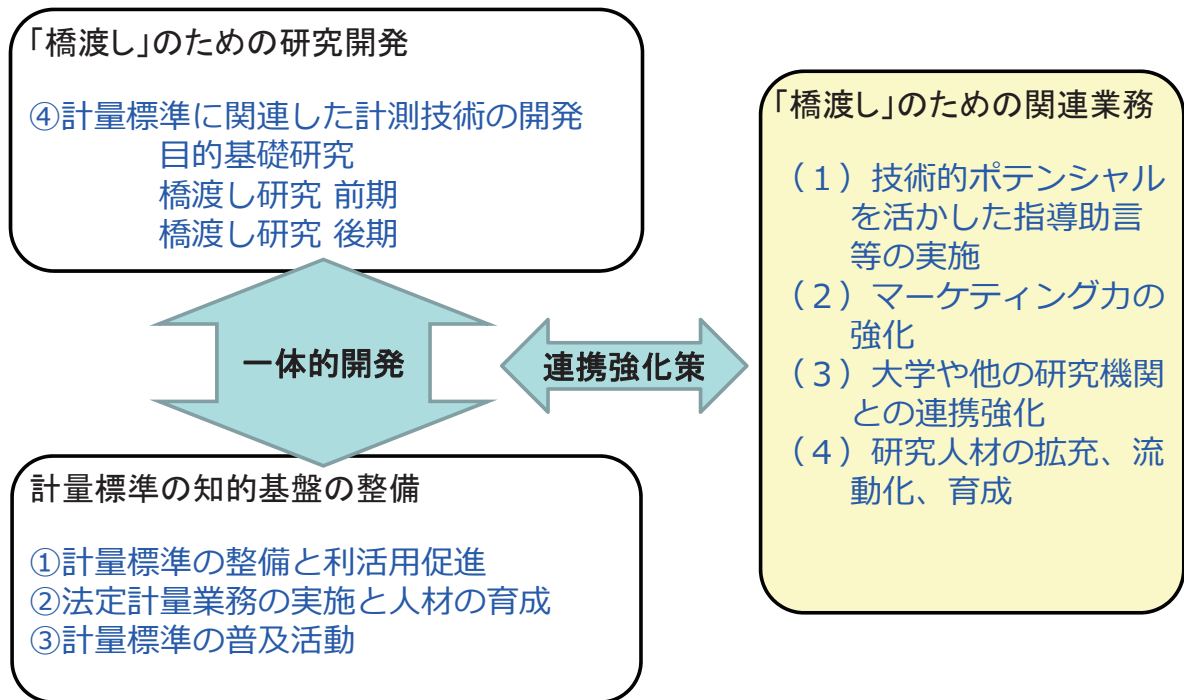 「橋渡し」のための研究開発
④計量標準に関連した計測技術の開発
目的基礎研究
橋渡し研究 前期
橋渡し研究 後期
一体的開発
連携強化策
計量標準の知的基盤の整備
①計量標準の整備と利活用促進
②法定計量業務の実施と人材の育成
③計量標準の普及活動
「橋渡し」のための関連業務
（１）技術的ポテンシャル
を活かした指導助言
等の実施
（２）マーケティング力の
強化
（３）大学や他の研究機関
との連携強化
（４）研究人材の拡充、流
動化、育成